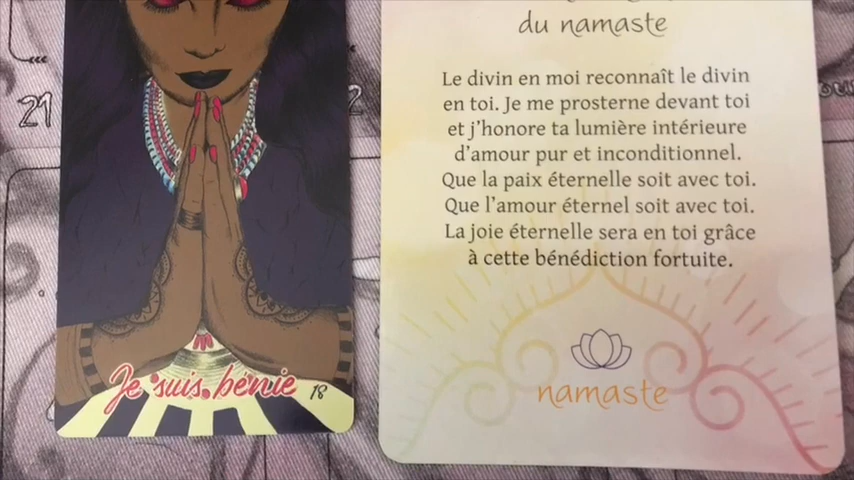 21
2
Je suis bénie 18
du namaste
Le divin en moi reconnaît le divin
en toi. Je me prosterne devant toi
et j'honore ta lumière intérieure
d'amour pur et inconditionnel.
Que la paix éternelle soit avec toi.
Que l'amour éternel soit avec toi.
La joie éternelle sera en toi grâce
à cette bénédiction fortuite.
namaste